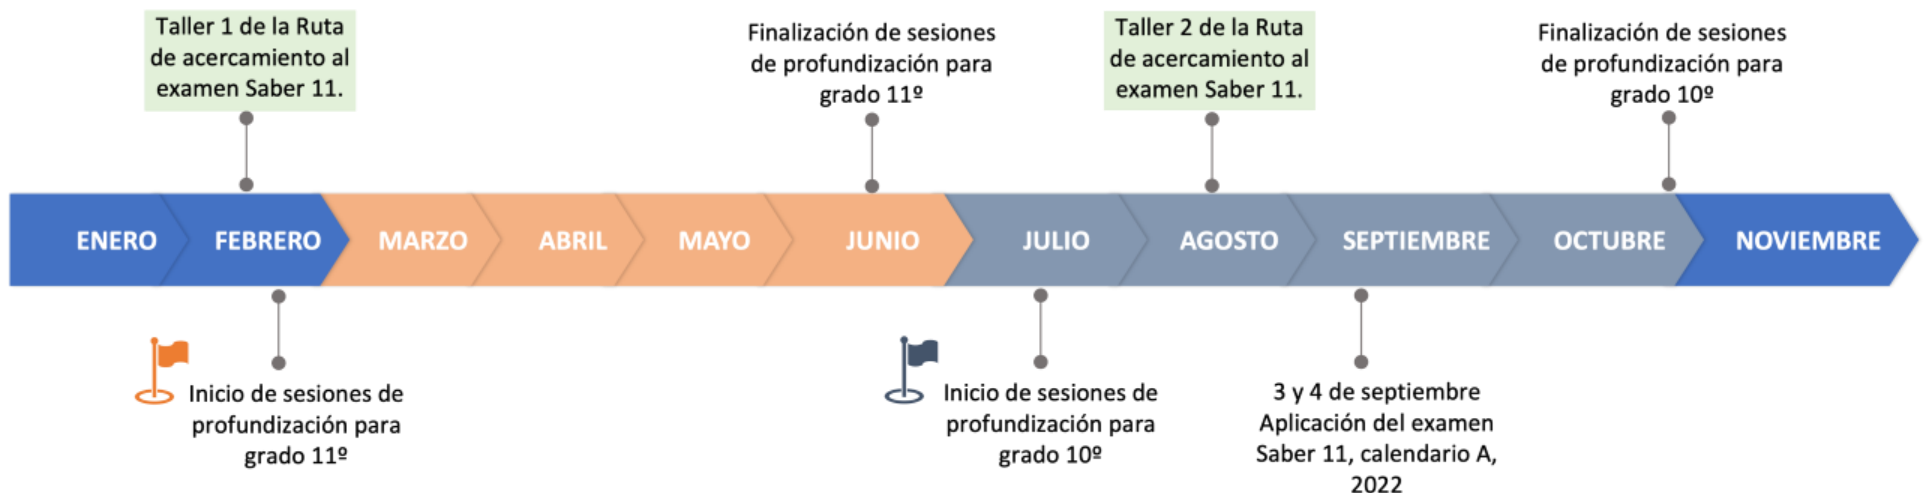 Taller 1 de la Ruta
de acercamiento al
examen Saber 11.
Finalización de sesiones
de profundización para
grado 11º
Taller 2 de la Ruta
de acercamiento al
examen Saber 11.
Finalización de sesiones
de profundización para
grado 10º
ENERO
FEBRERO
MARZO
ABRIL
MAYO
JUNIO
JULIO
AGOSTO
SEPTIEMBRE
OCTUBRE
NOVIEMBRE
Inicio de sesiones de
profundización para
grado 11º
Inicio de sesiones de
profundización para
grado 10º
3 y 4 de septiembre
Aplicación del examen
Saber 11, calendario A,
2022